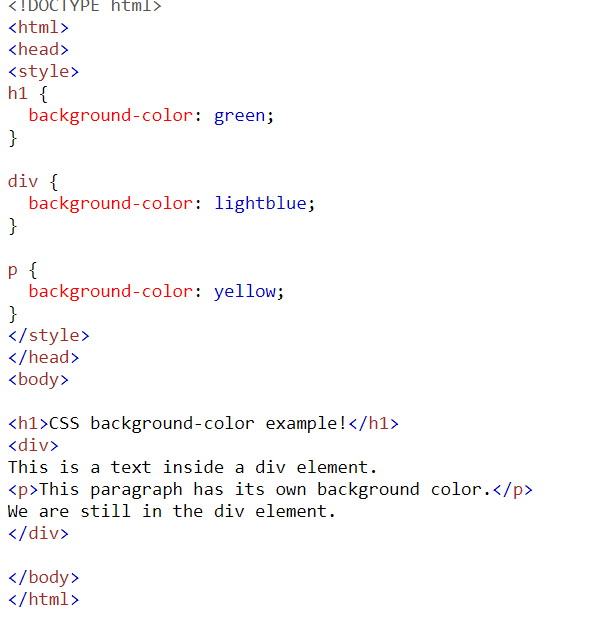 <!DOCTYPE html>
<html>
<head>
<style>
h1 {
  background-color: green;
}

div {
  background-color: lightblue;
}

p {
  background-color: yellow;
}
</style>
</head>
<body>

<h1>CSS background-color example!</h1>
<div>
This is a text inside a div element.
<p>This paragraph has its own background color.</p>
We are still in the div element.
</div>

</body>
</html>